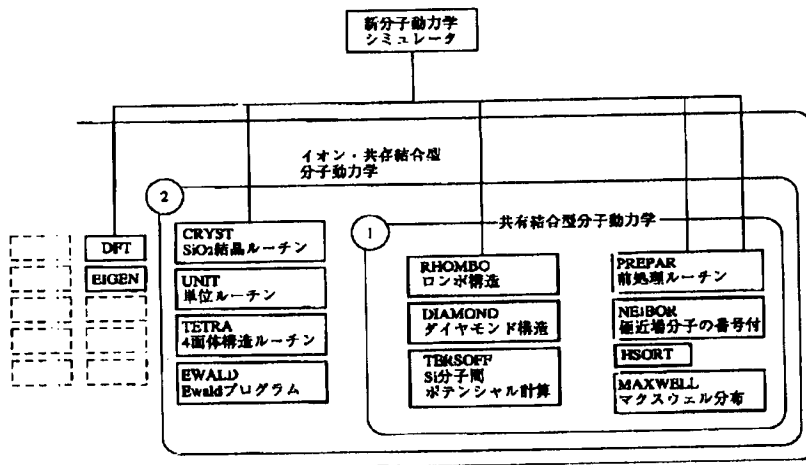 新分子動力学
シミュレータ
イオン・共存結合型
分子動力学
2
1
共有結合型分子動力学
DFT
EIGEN
CRYST
SiO₂結晶ルーチン
UNIT
単位ルーチン
TETRA
4面体構造ルーチン
EWALD
Ewaldプログラム
RHOMBO
ロンボ構造
DIAMOND
ダイヤモンド構造
TERSOFF
Si分子間
ポテンシャル計算
PREPAR
前処理ルーチン
NEIBOR
極近場分子の番号付
HSORT
MAXWELL
マクスウェル分布